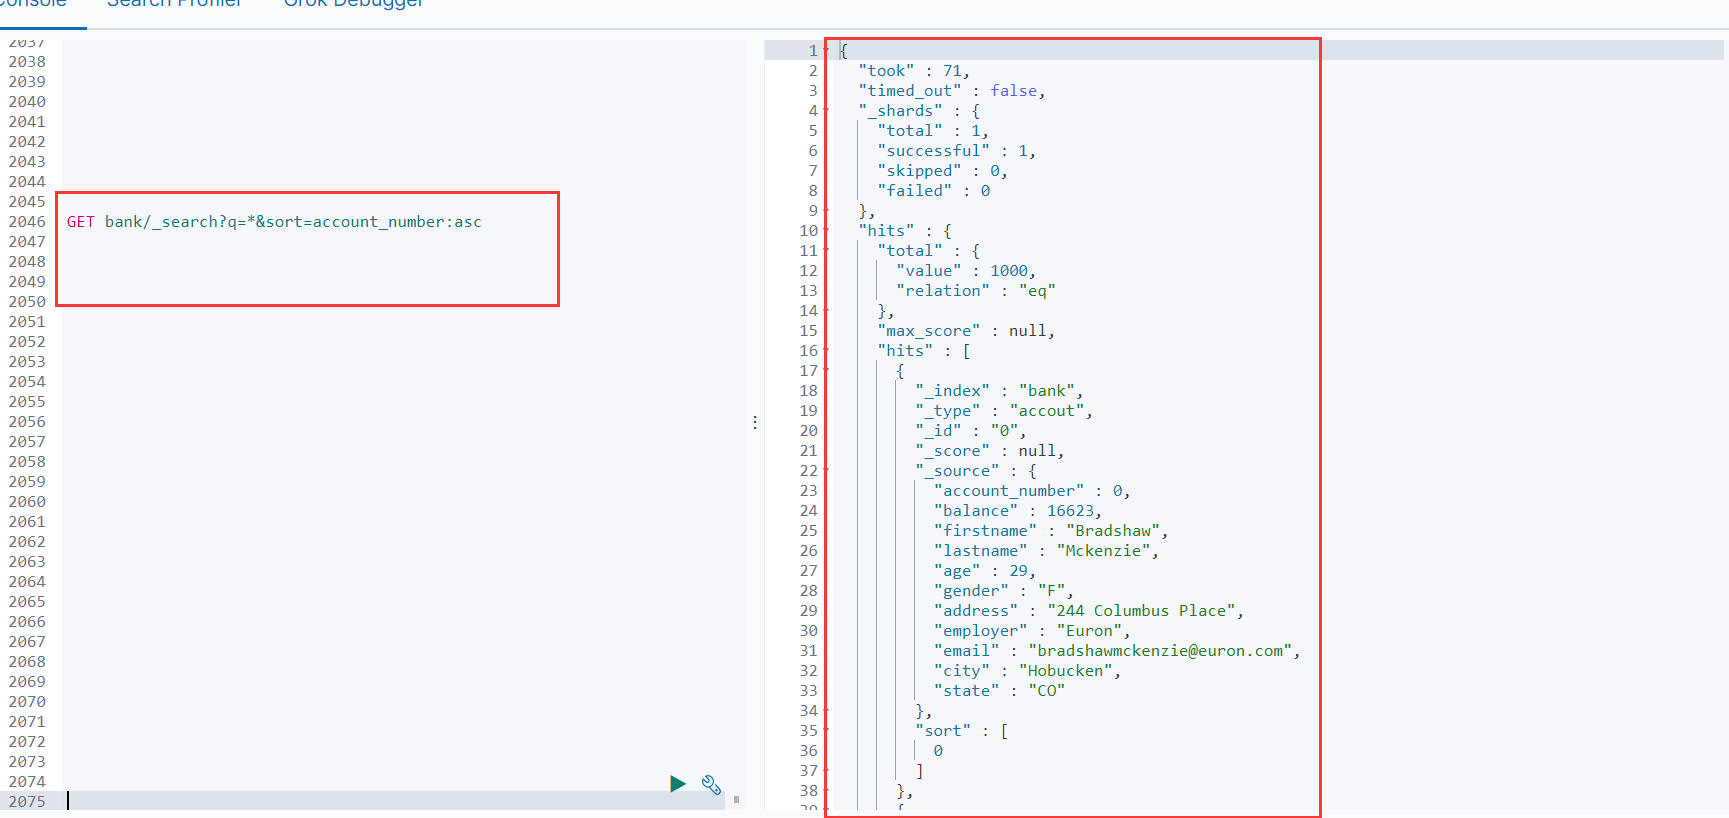 Console Search Profiler Grok Debugger
2037
2038
2039
2040
2041
2042
2043
2044
2045
2046 GET bank/_search?q=*&sort=account_number:asc
2047
2048
2049
2050
2051
2052
2053
2054
2055
2056
2057
2058
2059
2060
2061
2062
2063
2064
2065
2066
2067
2068
2069
2070
2071
2072
2073
2074
2075
1 {
2 "took" : 71,
3 "timed_out" : false,
4 "_shards" : {
5 "total" : 1,
6 "successful" : 1,
7 "skipped" : 0,
8 "failed" : 0
9 },
10 "hits" : {
11 "total" : {
12 "value" : 1000,
13 "relation" : "eq"
14 },
15 "max_score" : null,
16 "hits" : [
17 {
18 "_index" : "bank",
19 "_type" : "accout",
20 "_id" : "0",
21 "_score" : null,
22 "_source" : {
23 "account_number" : 0,
24 "balance" : 16623,
25 "firstname" : "Bradshaw",
26 "lastname" : "Mckenzie",
27 "age" : 29,
28 "gender" : "F",
29 "address" : "244 Columbus Place",
30 "employer" : "Euron",
31 "email" : "bradshawmckenzie@euron.com",
32 "city" : "Hobucken",
33 "state" : "CO"
34 },
35 "sort" : [
36 0
37 ]
38 },
39 {